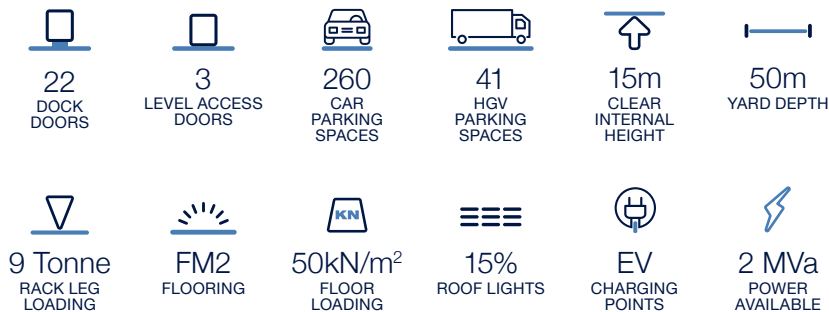 22
DOCK
DOORS
3
LEVEL ACCESS
DOORS
260
CAR
PARKING
SPACES
41
HGV
PARKING
SPACES
15m
CLEAR
INTERNAL
HEIGHT
50m
YARD DEPTH
9 Tonne
RACK LEG
LOADING
FM2
FLOORING
KN
50kN/m²
FLOOR
LOADING
15%
ROOF LIGHTS
EV
CHARGING
POINTS
2 MVa
POWER
AVAILABLE